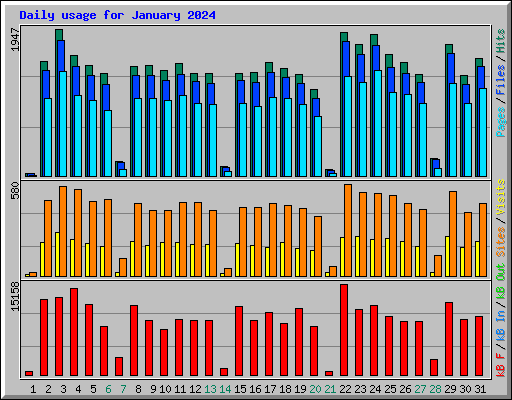 Daily usage for January 2024
1947
Pages / Files / Hits
580
Sites / Visits
15158
kB F / kB In / kB Out
1 2 3 4 5 6 7 8 9 10 11 12 13 14 15 16 17 18 19 20 21 22 23 24 25 26 27 28 29 30 31